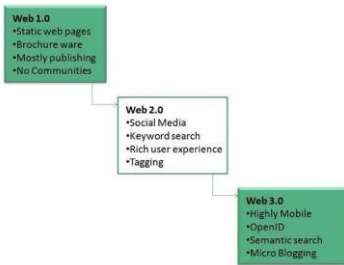 Web 1.0
•Static web pages
•Brochure ware
•Mostly publishing
•No Communities
Web 2.0
•Social Media
•Keyword search
•Rich user experience
•Tagging
Web 3.0
•Highly Mobile
•OpenID
•Semantic search
•Micro Blogging